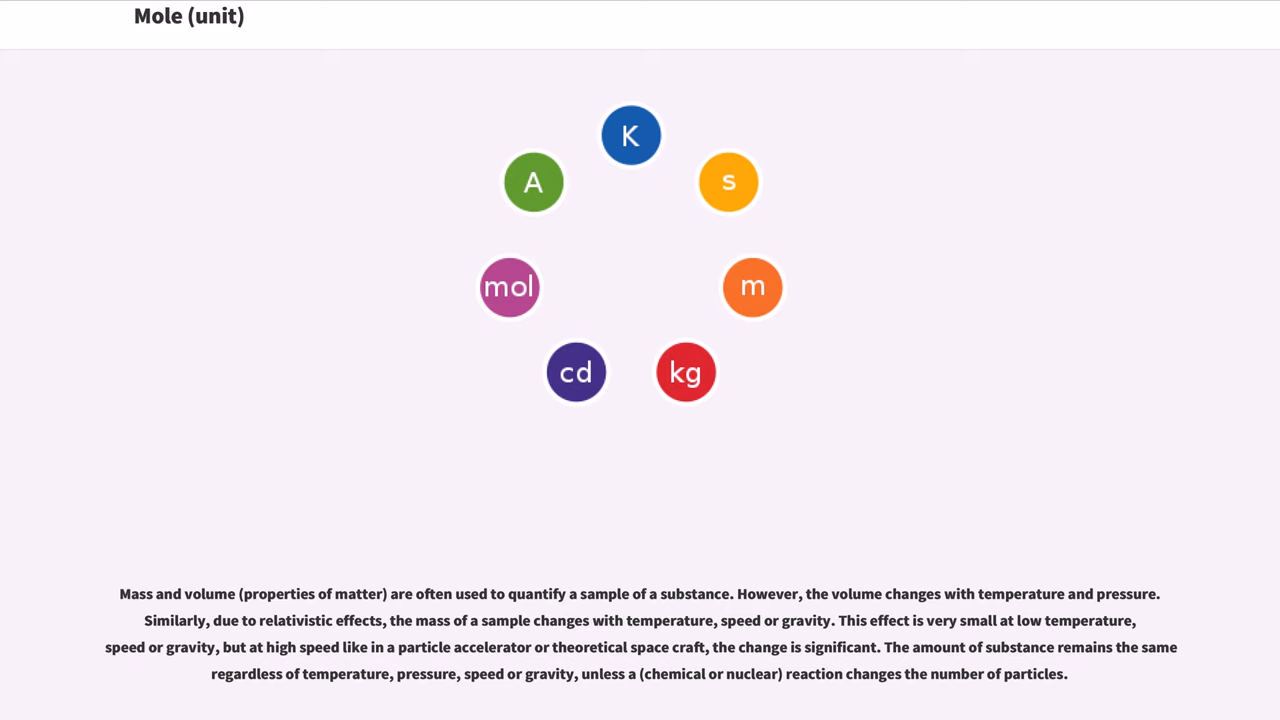 Mole (unit)
K
A
s
mol
m
cd
kg
Mass and volume (properties of matter) are often used to quantify a sample of a substance. However, the volume changes with temperature and pressure.
Similarly, due to relativistic effects, the mass of a sample changes with temperature, speed or gravity. This effect is very small at low temperature,
speed or gravity, but at high speed like in a particle accelerator or theoretical space craft, the change is significant. The amount of substance remains the same
regardless of temperature, pressure, speed or gravity, unless a (chemical or nuclear) reaction changes the number of particles.